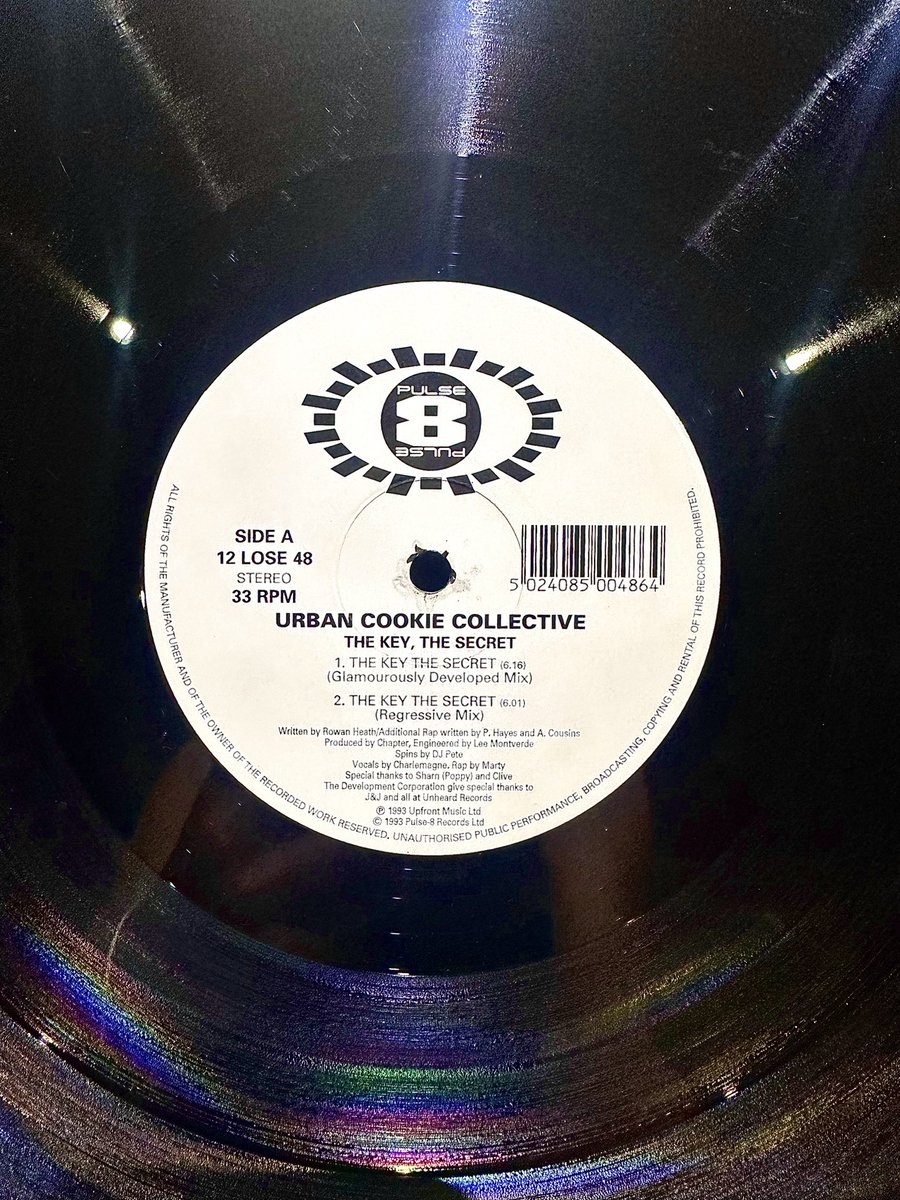 PULSE
8
PULSE
SIDE A
12 LOSE 48
STEREO
33 RPM
5 024085 004864
URBAN COOKIE COLLECTIVE
THE KEY, THE SECRET
1. THE KEY THE SECRET (6.16)
(Glamourously Developed Mix)
2. THE KEY THE SECRET (6.01)
(Regressive Mix)
Written by Rowan Heath/Additional Rap written by P. Hayes and A. Cousins
Produced by Chapter, Engineered by Lee Montverde
Spins by DJ Pete
Vocals by Charlemagne. Rap by Marty
Special thanks to Sharn (Poppy) and Clive
The Development Corporation give special thanks to
J&J and all at Unheard Records
℗ 1993 Upfront Music Ltd
© 1993 Pulse-8 Records Ltd
ALL RIGHTS OF THE MANUFACTURER AND OF THE OWNER OF THE RECORDED WORK RESERVED. UNAUTHORISED PUBLIC PERFORMANCE, BROADCASTING, COPYING AND RENTAL OF THIS RECORD PROHIBITED.